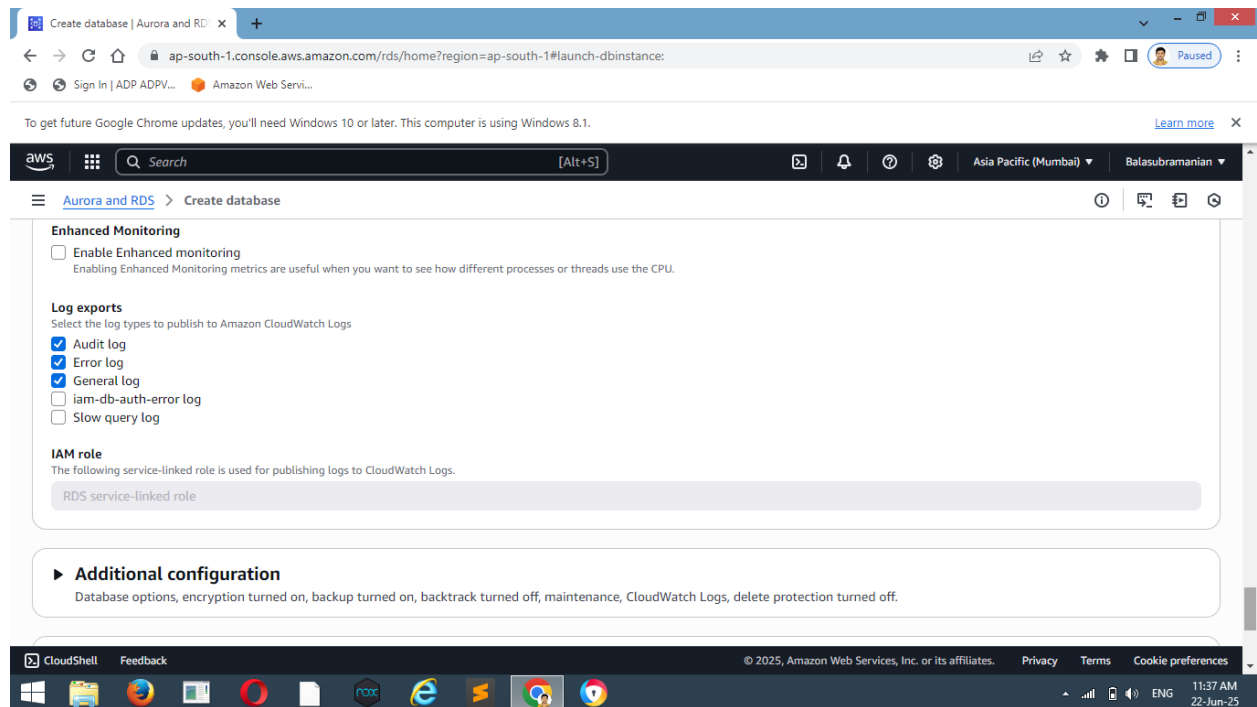 Create database | Aurora and RD
ap-south-1.console.aws.amazon.com/rds/home?region=ap-south-1#launch-dbinstance:
Paused
Sign In | ADP ADPV...
Amazon Web Servi...
To get future Google Chrome updates, you'll need Windows 10 or later. This computer is using Windows 8.1.
Learn more
aws
Search
[Alt+S]
Asia Pacific (Mumbai)
Balasubramanian
Aurora and RDS > Create database
Enhanced Monitoring
Enable Enhanced monitoring
Enabling Enhanced Monitoring metrics are useful when you want to see how different processes or threads use the CPU.
Log exports
Select the log types to publish to Amazon CloudWatch Logs
Audit log
Error log
General log
iam-db-auth-error log
Slow query log
IAM role
The following service-linked role is used for publishing logs to CloudWatch Logs.
RDS service-linked role
Additional configuration
Database options, encryption turned on, backup turned on, backtrack turned off, maintenance, CloudWatch Logs, delete protection turned off.
CloudShell
Feedback
© 2025, Amazon Web Services, Inc. or its affiliates.
Privacy
Terms
Cookie preferences
nox
ENG
11:37 AM
22-Jun-25